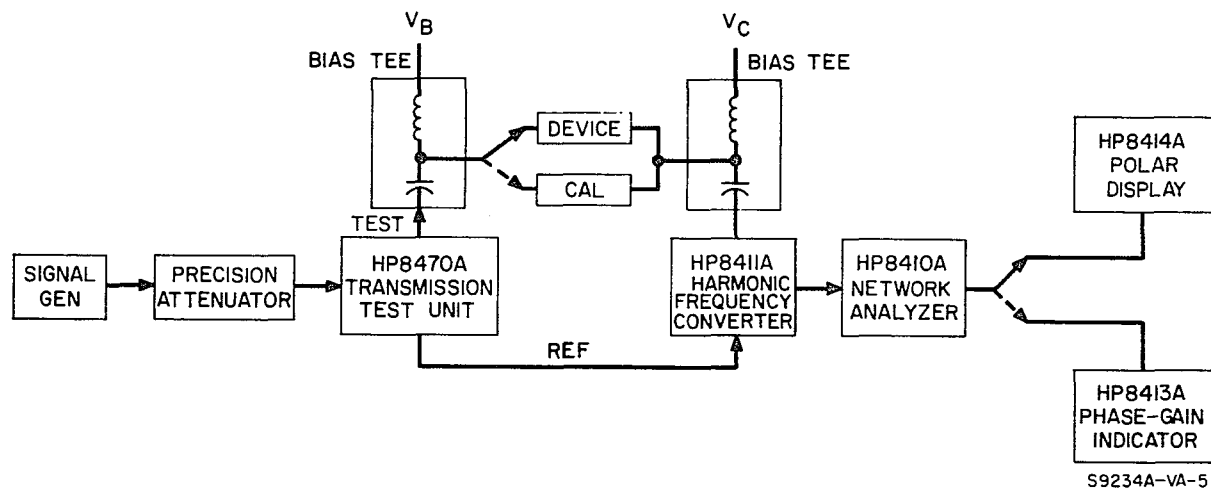 V_B
BIAS TEE
V_C
BIAS TEE
DEVICE
CAL
TEST
SIGNAL
GEN
PRECISION
ATTENUATOR
HP8470A
TRANSMISSION
TEST UNIT
REF
HP8411A
HARMONIC
FREQUENCY
CONVERTER
HP8410A
NETWORK
ANALYZER
HP8414A
POLAR
DISPLAY
HP8413A
PHASE-GAIN
INDICATOR
S9234A-VA-5